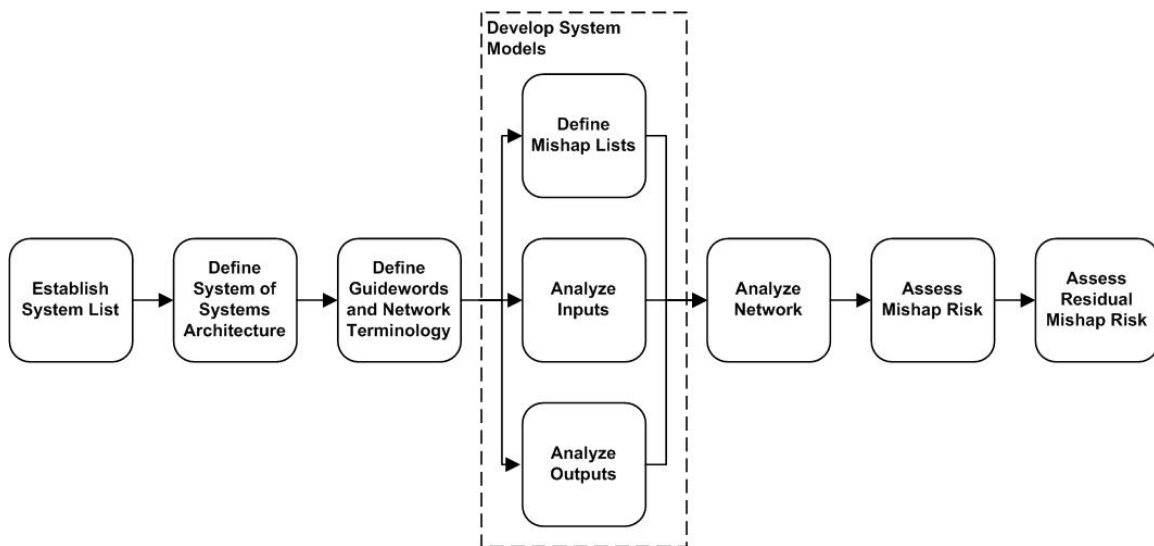 Develop System
Models
Define
Mishap Lists
Establish
System List
Define
System of
Systems
Architecture
Define
Guidewords
and Network
Terminology
Analyze
Inputs
Analyze
Outputs
Analyze
Network
Assess
Mishap Risk
Assess
Residual
Mishap Risk